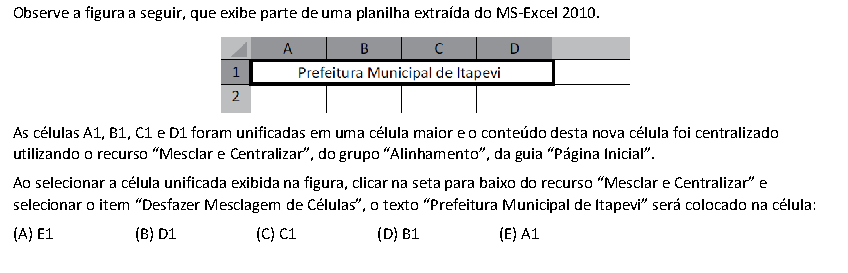 Observe a figura a seguir, que exibe parte de uma planilha extraída do MS-Excel 2010.
A B C D
1 Prefeitura Municipal de Itapevi
2
As células A1, B1, C1 e D1 foram unificadas em uma célula maior e o conteúdo desta nova célula foi centralizado
utilizando o recurso “Mesclar e Centralizar”, do grupo “Alinhamento”, da guia “Página Inicial”.
Ao selecionar a célula unificada exibida na figura, clicar na seta para baixo do recurso “Mesclar e Centralizar” e
selecionar o item “Desfazer Mesclagem de Células”, o texto “Prefeitura Municipal de Itapevi” será colocado na célula:
(A) E1 (B) D1 (C) C1 (D) B1 (E) A1